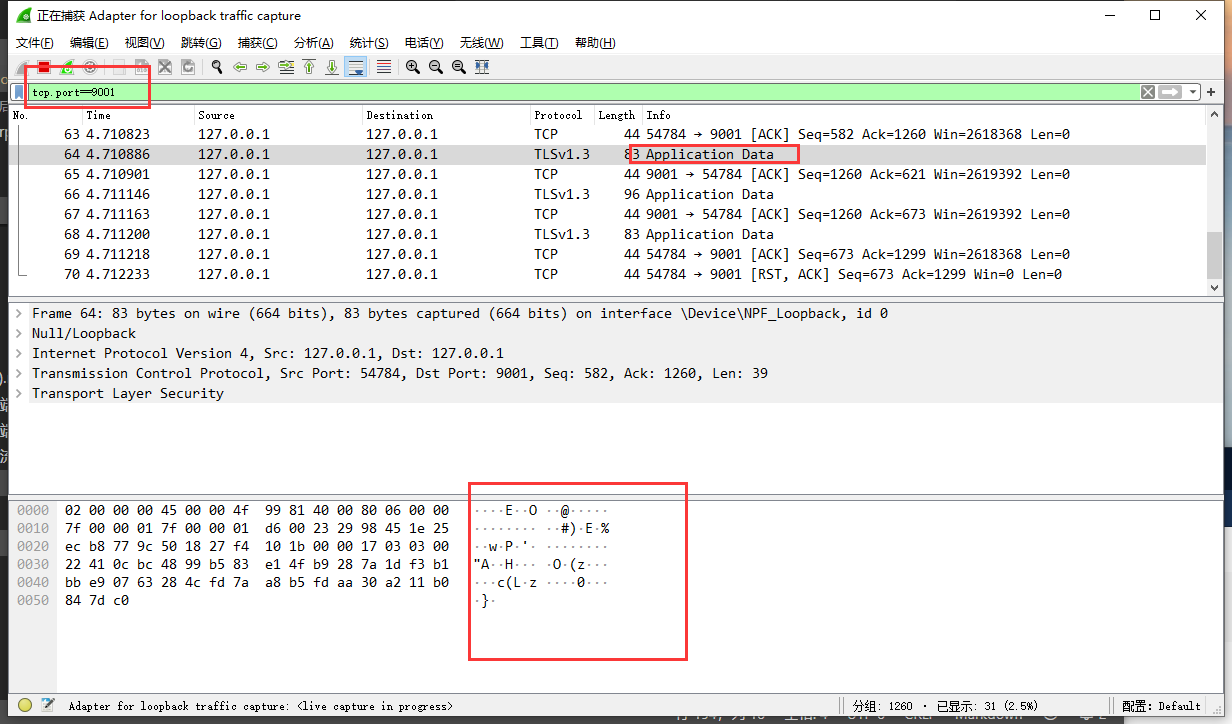 正在捕获 Adapter for loopback traffic capture
文件(F) 编辑(E) 视图(V) 跳转(G) 捕获(C) 分析(A) 统计(S) 电话(Y) 无线(W) 工具(T) 帮助(H)
tcp.port==9001
No. Time Source Destination Protocol Length Info
63 4.710823 127.0.0.1 127.0.0.1 TCP 44 54784 → 9001 [ACK] Seq=582 Ack=1260 Win=2618368 Len=0
64 4.710886 127.0.0.1 127.0.0.1 TLSv1.3 83 Application Data
65 4.710901 127.0.0.1 127.0.0.1 TCP 44 9001 → 54784 [ACK] Seq=1260 Ack=621 Win=2619392 Len=0
66 4.711146 127.0.0.1 127.0.0.1 TLSv1.3 96 Application Data
67 4.711163 127.0.0.1 127.0.0.1 TCP 44 9001 → 54784 [ACK] Seq=1260 Ack=673 Win=2619392 Len=0
68 4.711200 127.0.0.1 127.0.0.1 TLSv1.3 83 Application Data
69 4.711218 127.0.0.1 127.0.0.1 TCP 44 54784 → 9001 [ACK] Seq=673 Ack=1299 Win=2618368 Len=0
70 4.712233 127.0.0.1 127.0.0.1 TCP 44 54784 → 9001 [RST, ACK] Seq=673 Ack=1299 Win=0 Len=0
Frame 64: 83 bytes on wire (664 bits), 83 bytes captured (664 bits) on interface \Device\NPF_Loopback, id 0
Null/Loopback
Internet Protocol Version 4, Src: 127.0.0.1, Dst: 127.0.0.1
Transmission Control Protocol, Src Port: 54784, Dst Port: 9001, Seq: 582, Ack: 1260, Len: 39
Transport Layer Security
0000 02 00 00 00 45 00 00 4f 99 81 40 00 80 06 00 00 ····E··O ··@·····
0010 7f 00 00 01 7f 00 00 01 d6 00 23 29 98 45 1e 25 ········ ··#)·E·%
0020 ec b8 77 9c 50 18 27 f4 10 1b 00 00 17 03 03 00 ··w·P·'· ········
0030 22 41 0c bc 48 99 b5 83 e1 4f b9 28 7a 1d f3 b1 "A··H··· ·O·(z···
0040 bb e9 07 63 28 4c fd 7a a8 b5 fd aa 30 a2 11 b0 ···c(L·z ····0···
0050 84 7d c0 ·}·
Adapter for loopback traffic capture: <live capture in progress> 分组: 1260 · 已显示: 31 (2.5%) 配置: Default